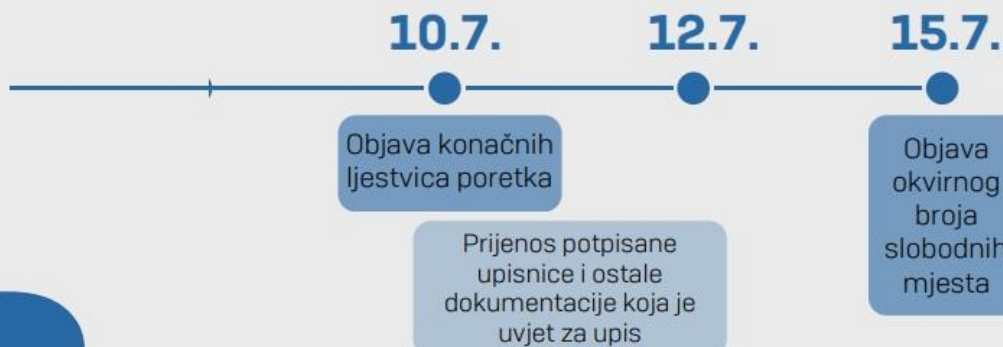 10.7.
12.7.
15.7.
Objava konačnih
ljestvica poretka
Prijenos potpisane
upisnice i ostale
dokumentacije koja je
uvjet za upis
Objava
okvirnog
broja
slobodnih
mjesta